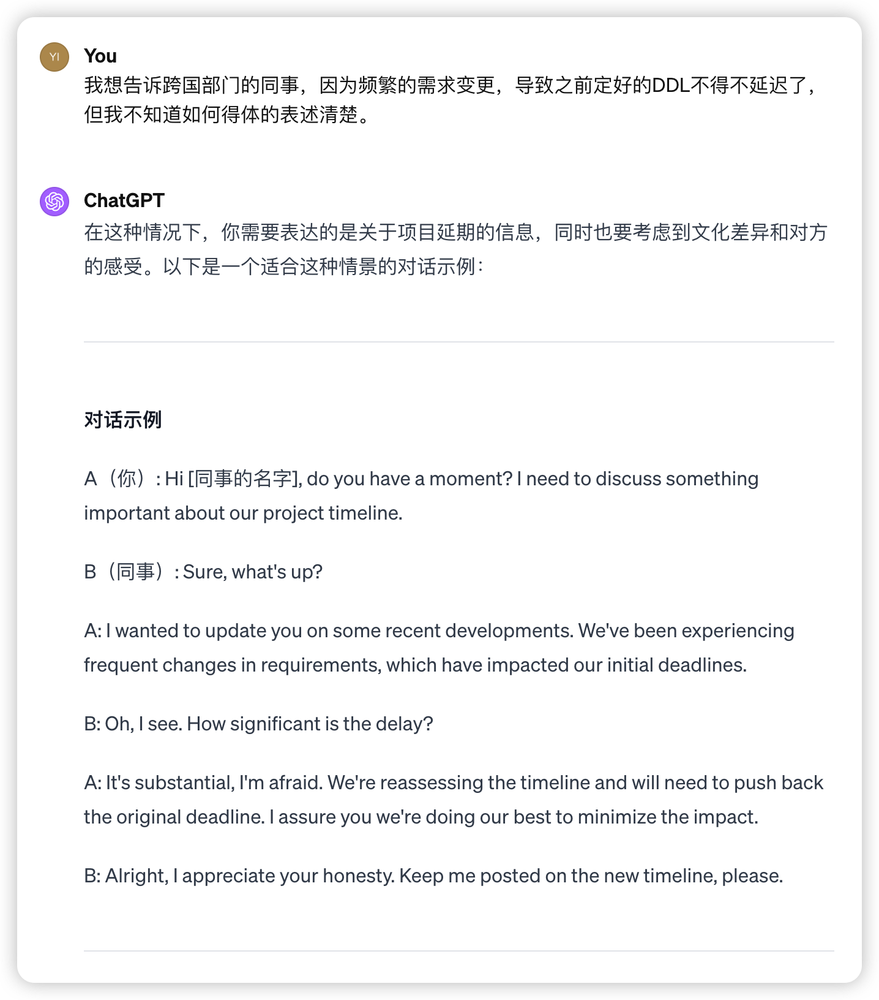 YI
You
我想告诉跨国部门的同事，因为频繁的需求变更，导致之前定好的DDL不得不延迟了，
但我不知道如何得体的表述清楚。
ChatGPT
在这种情况下，你需要表达的是关于项目延期的信息，同时也要考虑到文化差异和对方
的感受。以下是一个适合这种情景的对话示例：
对话示例
A（你）: Hi [同事的名字], do you have a moment? I need to discuss something
important about our project timeline.
B（同事）: Sure, what's up?
A: I wanted to update you on some recent developments. We've been experiencing
frequent changes in requirements, which have impacted our initial deadlines.
B: Oh, I see. How significant is the delay?
A: It's substantial, I'm afraid. We're reassessing the timeline and will need to push back
the original deadline. I assure you we're doing our best to minimize the impact.
B: Alright, I appreciate your honesty. Keep me posted on the new timeline, please.